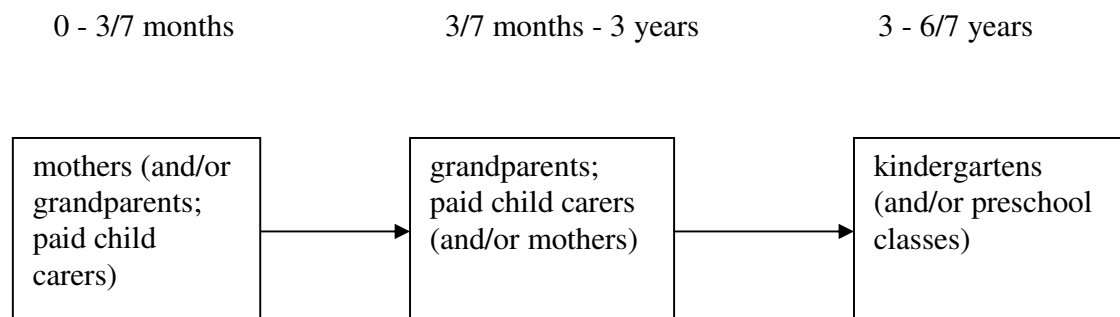 0 - 3/7 months
3/7 months - 3 years
3 - 6/7 years
mothers (and/or
grandparents;
paid child
carers)
grandparents;
paid child carers
(and/or mothers)
kindergartens
(and/or preschool
classes)